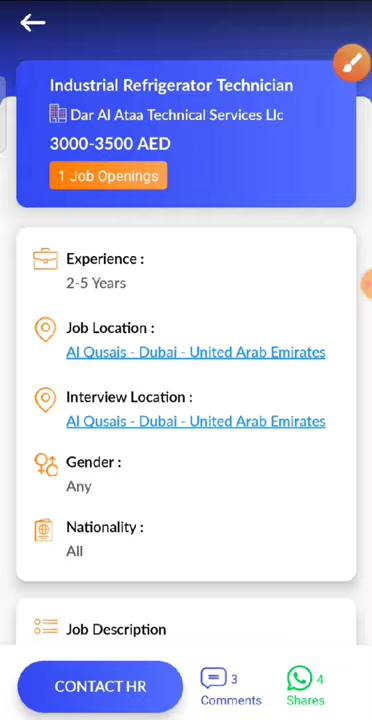 Industrial Refrigerator Technician
Dar Al Ataa Technical Services Llc
3000-3500 AED
1 Job Openings
Experience :
2-5 Years
Job Location :
Al Qusais - Dubai - United Arab Emirates
Interview Location :
Al Qusais - Dubai - United Arab Emirates
Gender :
Any
Nationality :
All
Job Description
CONTACT HR
3
Comments
4
Shares